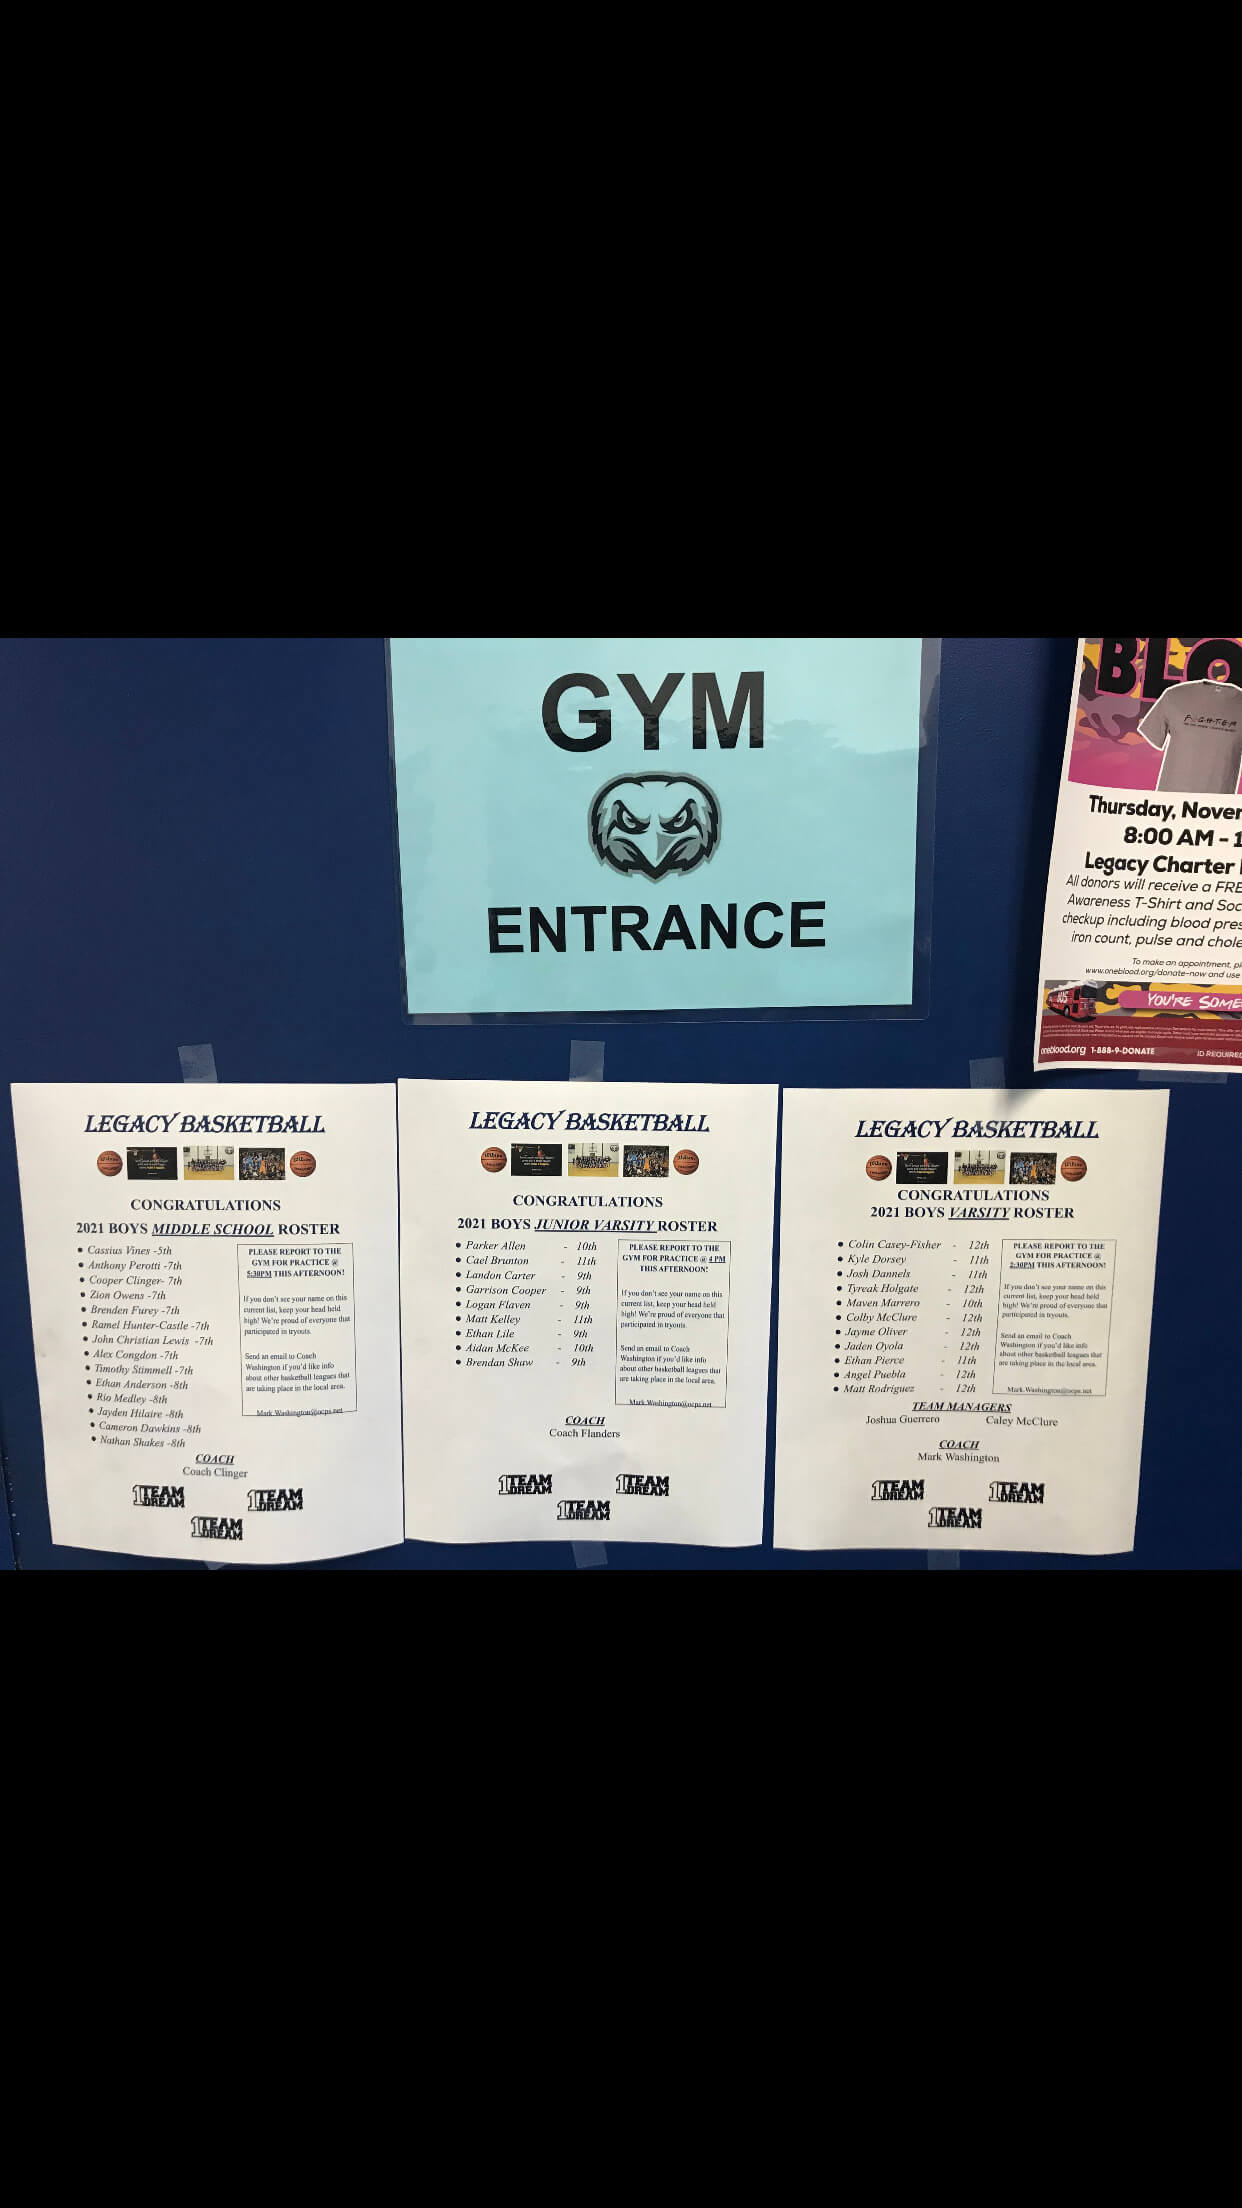 GYM
ENTRANCE
BLO
F·GHTER
Thursday, Novem
8:00 AM - 1
Legacy Charter
All donors will receive a FREE
Awareness T-Shirt and Soc
checkup including blood pres
iron count, pulse and chole
To make an appointment, pl
www.oneblood.org/donate-now and use
YOU'RE SOME
oneblood.org 1-888-9-DONATE
ID REQUIRED
LEGACY BASKETBALL
CONGRATULATIONS
2021 BOYS MIDDLE SCHOOL ROSTER
• Cassius Vines -5th
• Anthony Perotti -7th
• Cooper Clinger- 7th
• Zion Owens -7th
• Brenden Furey -7th
• Ramel Hunter-Castle -7th
• John Christian Lewis -7th
• Alex Congdon -7th
• Timothy Stimmell -7th
• Ethan Anderson -8th
• Rio Medley -8th
• Jayden Hilaire -8th
• Cameron Dawkins -8th
• Nathan Shakes -8th
PLEASE REPORT TO THE
GYM FOR PRACTICE @
5:30PM THIS AFTERNOON!
If you don't see your name on this
current list, keep your head held
high! We're proud of everyone that
participated in tryouts.
Send an email to Coach
Washington if you'd like info
about other basketball leagues that
are taking place in the local area.
Mark.Washington@ocps.net
COACH
Coach Clinger
1TEAM
DREAM
1TEAM
DREAM
1TEAM
DREAM
LEGACY BASKETBALL
CONGRATULATIONS
2021 BOYS JUNIOR VARSITY ROSTER
• Parker Allen - 10th
• Cael Brunton - 11th
• Landon Carter - 9th
• Garrison Cooper - 9th
• Logan Flaven - 9th
• Matt Kelley - 11th
• Ethan Lile - 9th
• Aidan McKee - 10th
• Brendan Shaw - 9th
PLEASE REPORT TO THE
GYM FOR PRACTICE @ 4 PM
THIS AFTERNOON!
If you don't see your name on this
current list, keep your head held
high! We're proud of everyone that
participated in tryouts.
Send an email to Coach
Washington if you'd like info
about other basketball leagues that
are taking place in the local area.
Mark.Washington@ocps.net
COACH
Coach Flanders
1TEAM
DREAM
1TEAM
DREAM
1TEAM
DREAM
LEGACY BASKETBALL
CONGRATULATIONS
2021 BOYS VARSITY ROSTER
• Colin Casey-Fisher - 12th
• Kyle Dorsey - 11th
• Josh Dannels - 11th
• Tyreak Holgate - 12th
• Maven Marrero - 10th
• Colby McClure - 12th
• Jayme Oliver - 12th
• Jaden Oyola - 12th
• Ethan Pierce - 11th
• Angel Puebla - 12th
• Matt Rodriguez - 12th
PLEASE REPORT TO THE
GYM FOR PRACTICE @
2:30PM THIS AFTERNOON!
If you don't see your name on this
current list, keep your head held
high! We're proud of everyone that
participated in tryouts.
Send an email to Coach
Washington if you'd like info
about other basketball leagues that
are taking place in the local area.
Mark.Washington@ocps.net
TEAM MANAGERS
Joshua Guerrero Caley McClure
COACH
Mark Washington
1TEAM
DREAM
1TEAM
DREAM
1TEAM
DREAM